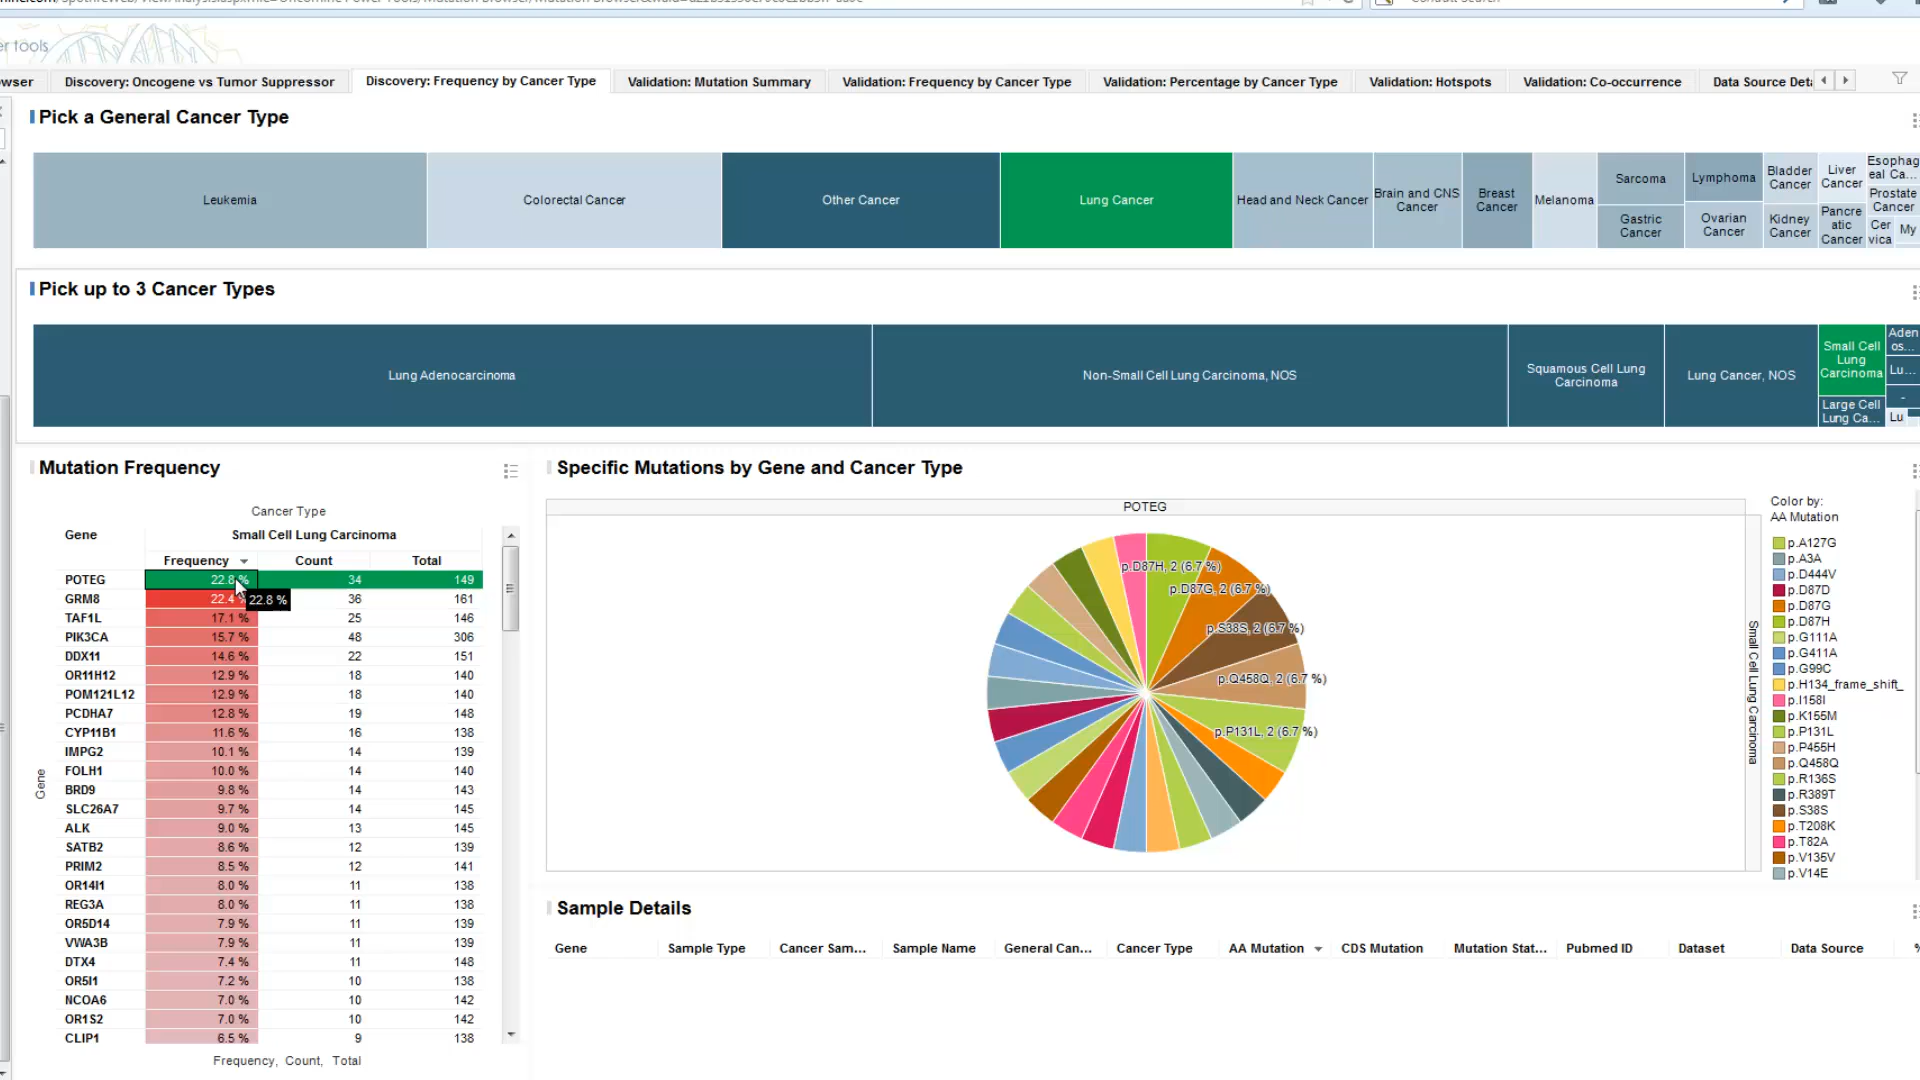 er tools
wser
Discovery: Oncogene vs Tumor Suppressor
Discovery: Frequency by Cancer Type
Validation: Mutation Summary
Validation: Frequency by Cancer Type
Validation: Percentage by Cancer Type
Validation: Hotspots
Validation: Co-occurrence
Data Source Det
Pick a General Cancer Type
Leukemia
Colorectal Cancer
Other Cancer
Lung Cancer
Head and Neck Cancer
Brain and CNS
Cancer
Breast
Cancer
Melanoma
Sarcoma
Gastric
Cancer
Lymphoma
Ovarian
Cancer
Bladder
Cancer
Kidney
Cancer
Liver
Cancer
Pancre
atic
Cancer
Esophag
eal Ca...
Prostate
Cancer
Cer
vica
My
Pick up to 3 Cancer Types
Lung Adenocarcinoma
Non-Small Cell Lung Carcinoma, NOS
Squamous Cell Lung
Carcinoma
Lung Cancer, NOS
Small Cell
Lung
Carcinoma
Large Cell
Lung Ca...
Aden
os...
Lu...
-
Lu
Mutation Frequency
Cancer Type
Gene Small Cell Lung Carcinoma
Frequency Count Total
POTEG 22.8 % 34 149
GRM8 22.4 36 161
22.8 %
TAF1L 17.1 % 25 146
PIK3CA 15.7 % 48 306
DDX11 14.6 % 22 151
OR11H12 12.9 % 18 140
POM121L12 12.9 % 18 140
PCDHA7 12.8 % 19 148
CYP11B1 11.6 % 16 138
IMPG2 10.1 % 14 139
FOLH1 10.0 % 14 140
BRD9 9.8 % 14 143
SLC26A7 9.7 % 14 145
ALK 9.0 % 13 145
SATB2 8.6 % 12 139
PRIM2 8.5 % 12 141
OR14I1 8.0 % 11 138
REG3A 8.0 % 11 138
OR5D14 7.9 % 11 139
VWA3B 7.9 % 11 139
DTX4 7.4 % 11 148
OR5I1 7.2 % 10 138
NCOA6 7.0 % 10 142
OR1S2 7.0 % 10 142
CLIP1 6.5 % 9 138
Gene
Frequency, Count, Total
Specific Mutations by Gene and Cancer Type
POTEG
p.D87H, 2 (6.7 %)
p.D87G, 2 (6.7 %)
p.S38S, 2 (6.7 %)
p.Q458Q, 2 (6.7 %)
p.P131L, 2 (6.7 %)
Small Cell Lung Carcinoma
Color by:
AA Mutation
p.A127G
p.A3A
p.D444V
p.D87D
p.D87G
p.D87H
p.G111A
p.G411A
p.G99C
p.H134_frame_shift_
p.I158I
p.K155M
p.P131L
p.P455H
p.Q458Q
p.R136S
p.R389T
p.S38S
p.T208K
p.T82A
p.V135V
p.V14E
Sample Details
Gene Sample Type Cancer Sam... Sample Name General Can... Cancer Type AA Mutation CDS Mutation Mutation Stat... Pubmed ID Dataset Data Source